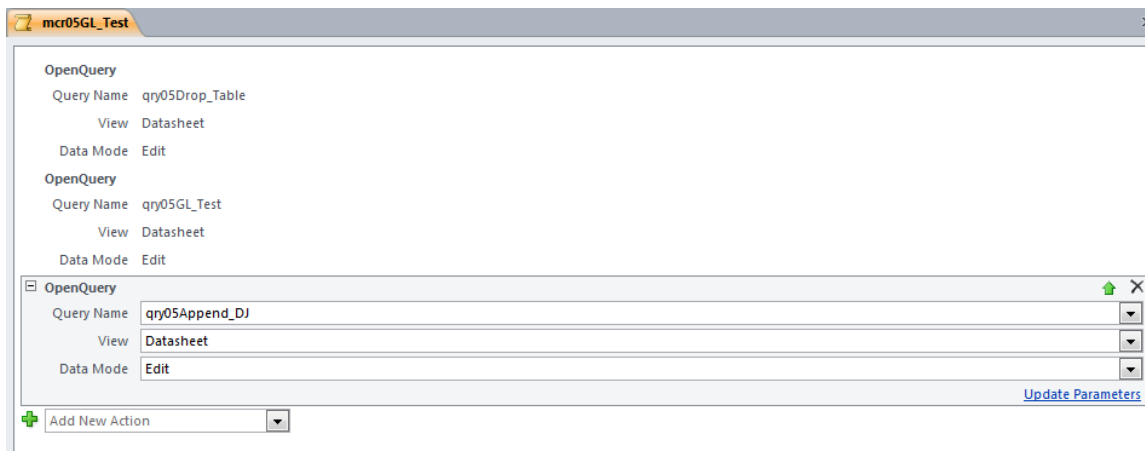 mcr05GL_Test
OpenQuery
Query Name qry05Drop_Table
View Datasheet
Data Mode Edit
OpenQuery
Query Name qry05GL_Test
View Datasheet
Data Mode Edit
OpenQuery
Query Name qry05Append_DJ
View Datasheet
Data Mode Edit
Update Parameters
Add New Action